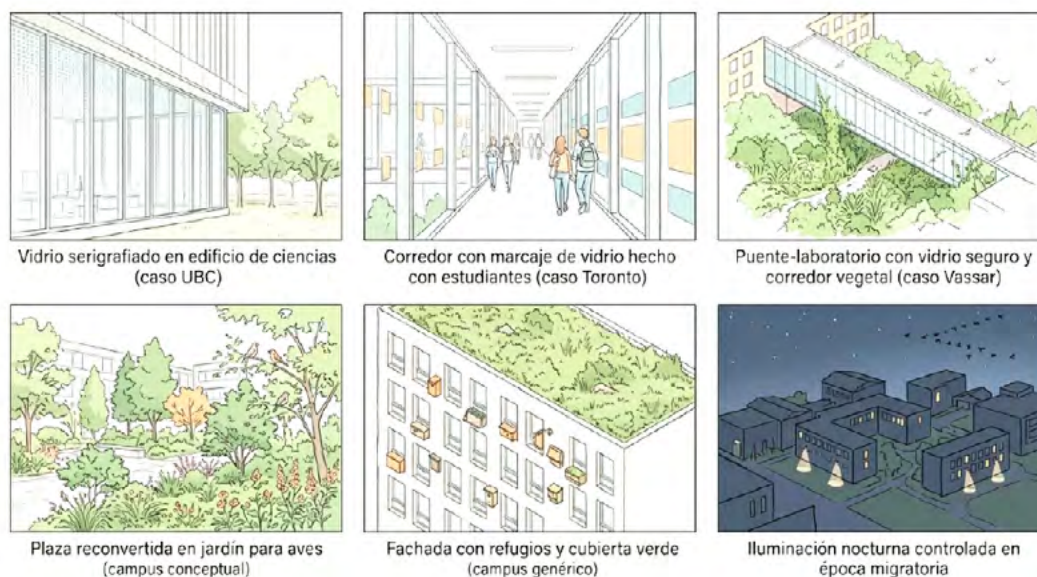 Vidrio serigrafiado en edificio de ciencias
(caso UBC)
Corredor con marcaje de vidrio hecho
con estudiantes (caso Toronto)
Puente-laboratorio con vidrio seguro y
corredor vegetal (caso Vassar)
Plaza reconvertida en jardín para aves
(campus conceptual)
Fachada con refugios y cubierta verde
(campus genérico)
Iluminación nocturna controlada en
época migratoria